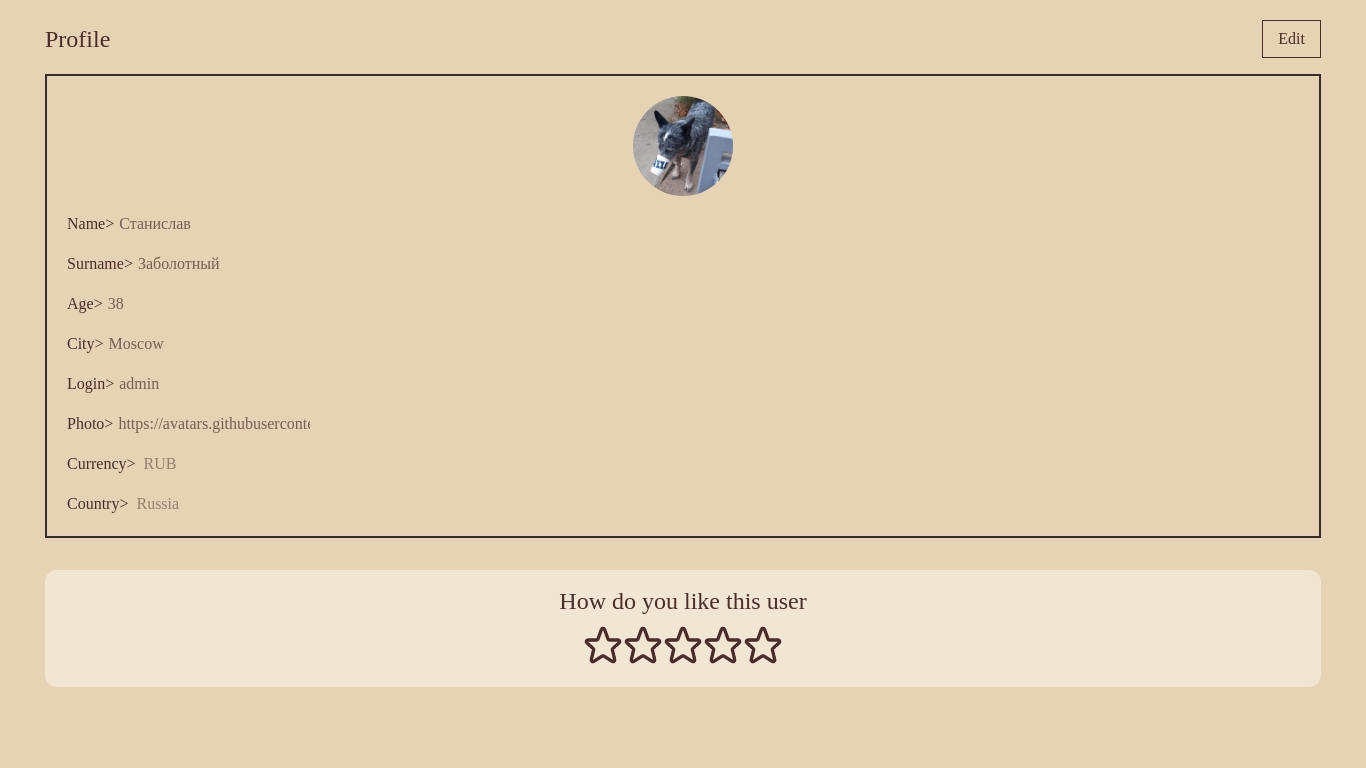 Profile
Edit
Name> Станислав
Surname> Заболотный
Age> 38
City> Moscow
Login> admin
Photo> https://avatars.githubuserconte
Currency> RUB
Country> Russia
How do you like this user